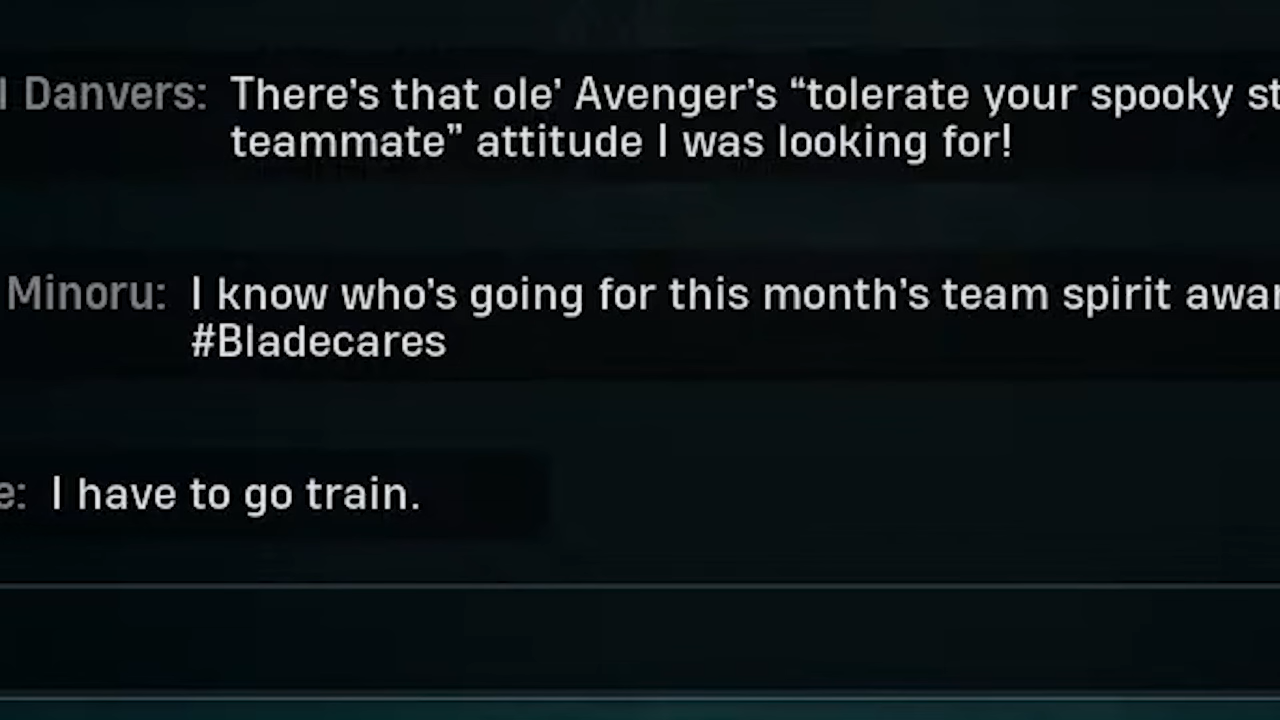 Danvers: There's that ole' Avenger's “tolerate your spooky
teammate” attitude I was looking for!
Minoru: I know who's going for this month's team spirit
#Bladecares
I have to go train.